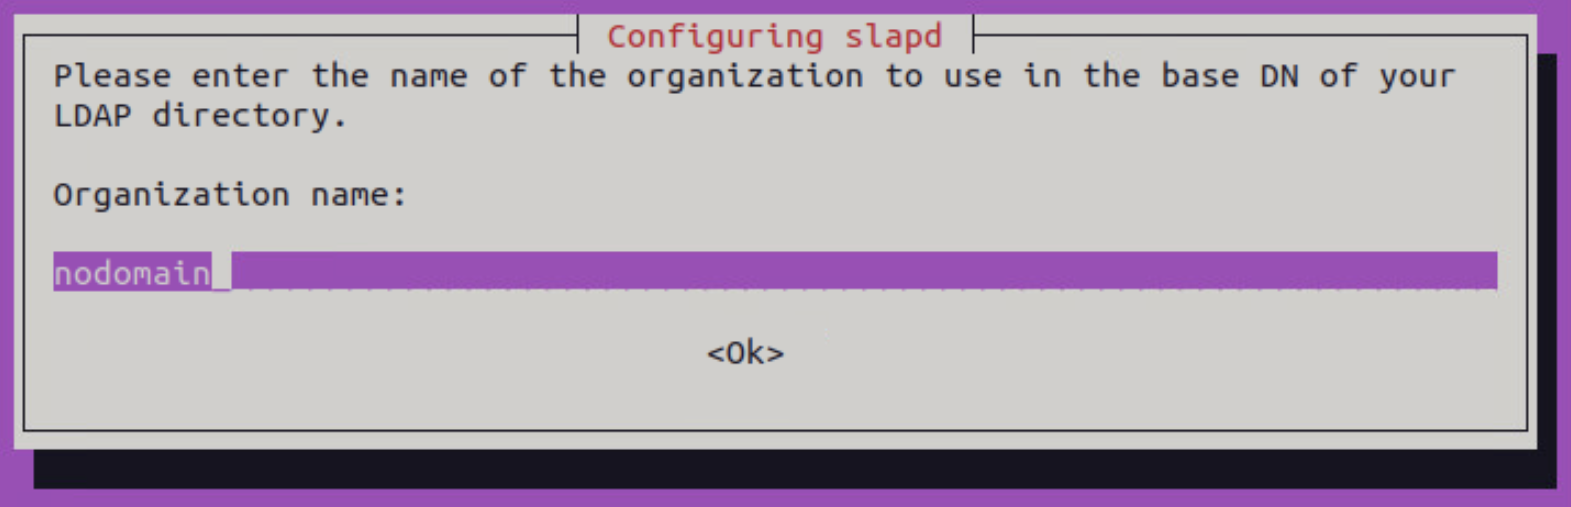 Configuring slapd
Please enter the name of the organization to use in the base DN of your
LDAP directory.
Organization name:
nodomain
<Ok>